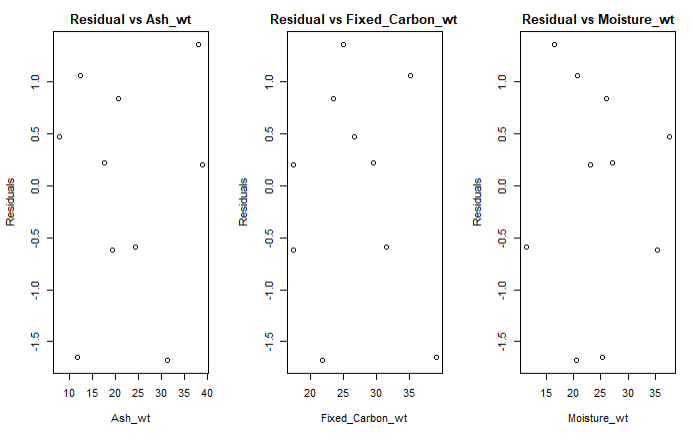 Residual vs Ash_wt
Residuals
1.0
0.5
0.0
-0.5
-1.0
-1.5
10 15 20 25 30 35 40
Ash_wt
Residual vs Fixed_Carbon_wt
Residuals
1.0
0.5
0.0
-0.5
-1.0
-1.5
20 25 30 35
Fixed_Carbon_wt
Residual vs Moisture_wt
Residuals
1.0
0.5
0.0
-0.5
-1.0
-1.5
15 20 25 30 35
Moisture_wt